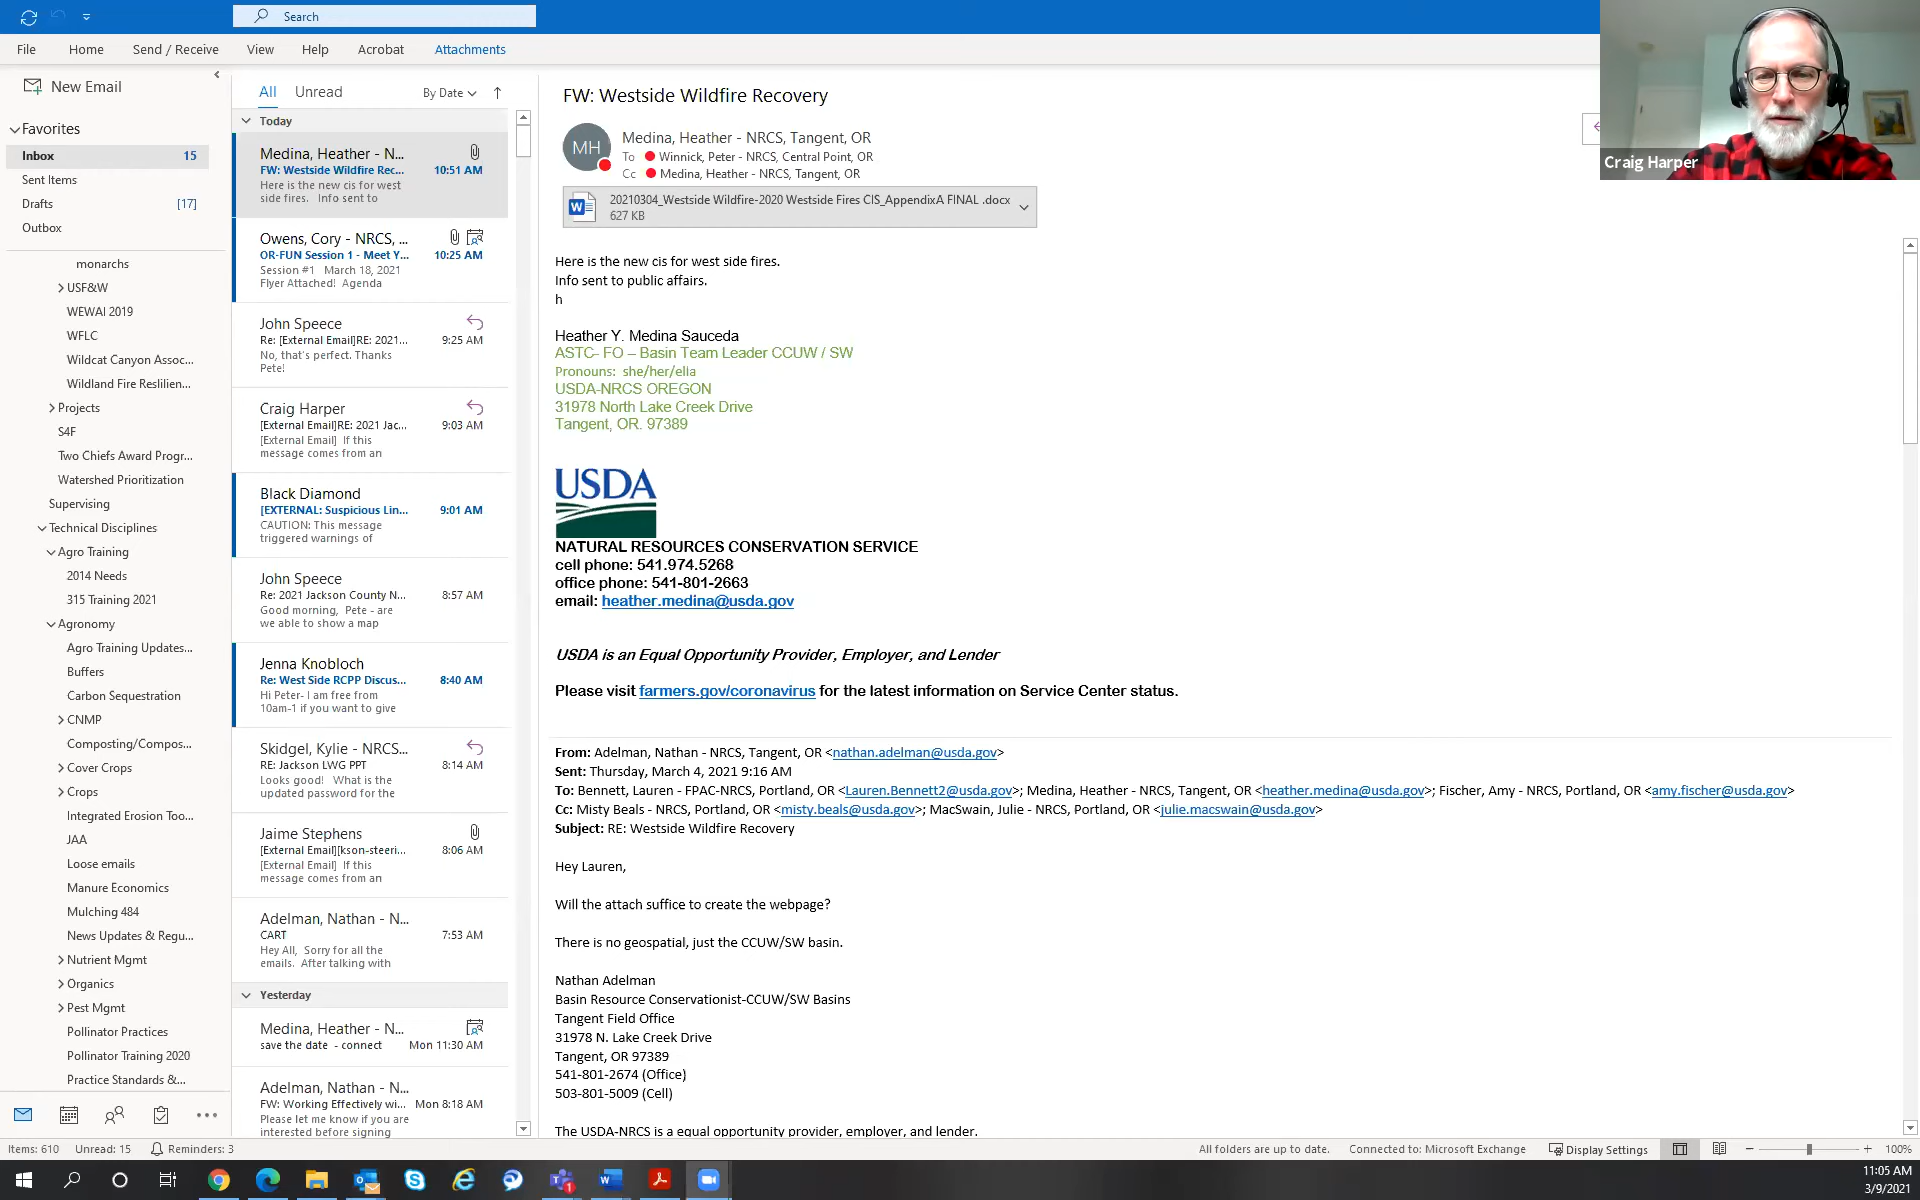 Search
File Home Send / Receive View Help Acrobat Attachments
New Email
Favorites
Inbox 15
Sent Items
Drafts [17]
Outbox
monarchs
USF&W
WEWAI 2019
WFLC
Wildcat Canyon Assoc...
Wildland Fire Reslilien...
Projects
S4F
Two Chiefs Award Progr...
Watershed Prioritization
Supervising
Technical Disciplines
Agro Training
2014 Needs
315 Training 2021
Agronomy
Agro Training Updates...
Buffers
Carbon Sequestration
CNMP
Composting/Compos...
Cover Crops
Crops
Integrated Erosion Too...
JAA
Loose emails
Manure Economics
Mulching 484
News Updates & Regu...
Nutrient Mgmt
Organics
Pest Mgmt
Pollinator Practices
Pollinator Training 2020
Practice Standards &...
All Unread By Date
Today
Medina, Heather - N...
FW: Westside Wildfire Rec... 10:51 AM
Here is the new cis for west
side fires. Info sent to
Owens, Cory - NRCS, ...
OR-FUN Session 1 - Meet Y... 10:25 AM
Session #1 March 18, 2021
Flyer Attached! Agenda
John Speece
Re: [External Email]RE: 2021... 9:25 AM
No, that's perfect. Thanks
Pete!
Craig Harper
[External Email]RE: 2021 Jac... 9:03 AM
[External Email] If this
message comes from an
Black Diamond
[EXTERNAL: Suspicious Lin... 9:01 AM
CAUTION: This message
triggered warnings of
John Speece
Re: 2021 Jackson County N... 8:57 AM
Good morning, Pete - are
we able to show a map
Jenna Knobloch
Re: West Side RCPP Discus... 8:40 AM
Hi Peter- I am free from
10am-1 if you want to give
Skidgel, Kylie - NRCS...
RE: Jackson LWG PPT 8:14 AM
Looks good! What is the
updated password for the
Jaime Stephens
[External Email][kson-steeri... 8:06 AM
[External Email] If this
message comes from an
Adelman, Nathan - N...
CART 7:53 AM
Hey All, Sorry for all the
emails. After talking with
Yesterday
Medina, Heather - N...
save the date - connect Mon 11:30 AM
Adelman, Nathan - N...
FW: Working Effectively wi... Mon 8:18 AM
Please let me know if you are
interested before signing
FW: Westside Wildfire Recovery
MH
Medina, Heather - NRCS, Tangent, OR
To Winnick, Peter - NRCS, Central Point, OR
Cc Medina, Heather - NRCS, Tangent, OR
20210304_Westside Wildfire-2020 Westside Fires CIS_AppendixA FINAL .docx
627 KB
Here is the new cis for west side fires.
Info sent to public affairs.
h
Heather Y. Medina Sauceda
ASTC- FO – Basin Team Leader CCUW / SW
Pronouns: she/her/ella
USDA-NRCS OREGON
31978 North Lake Creek Drive
Tangent, OR. 97389
USDA
NATURAL RESOURCES CONSERVATION SERVICE
cell phone: 541.974.5268
office phone: 541-801-2663
email: heather.medina@usda.gov
USDA is an Equal Opportunity Provider, Employer, and Lender
Please visit farmers.gov/coronavirus for the latest information on Service Center status.
From: Adelman, Nathan - NRCS, Tangent, OR <nathan.adelman@usda.gov>
Sent: Thursday, March 4, 2021 9:16 AM
To: Bennett, Lauren - FPAC-NRCS, Portland, OR <Lauren.Bennett2@usda.gov>; Medina, Heather - NRCS, Tangent, OR <heather.medina@usda.gov>; Fischer, Amy - NRCS, Portland, OR <amy.fischer@usda.gov>
Cc: Misty Beals - NRCS, Portland, OR <misty.beals@usda.gov>; MacSwain, Julie - NRCS, Portland, OR <julie.macswain@usda.gov>
Subject: RE: Westside Wildfire Recovery
Hey Lauren,
Will the attach suffice to create the webpage?
There is no geospatial, just the CCUW/SW basin.
Nathan Adelman
Basin Resource Conservationist-CCUW/SW Basins
Tangent Field Office
31978 N. Lake Creek Drive
Tangent, OR 97389
541-801-2674 (Office)
503-801-5009 (Cell)
The USDA-NRCS is a equal opportunity provider, employer, and lender.
Craig Harper
Items: 610 Unread: 15 Reminders: 3 All folders are up to date. Connected to: Microsoft Exchange Display Settings 100%
11:05 AM
3/9/2021